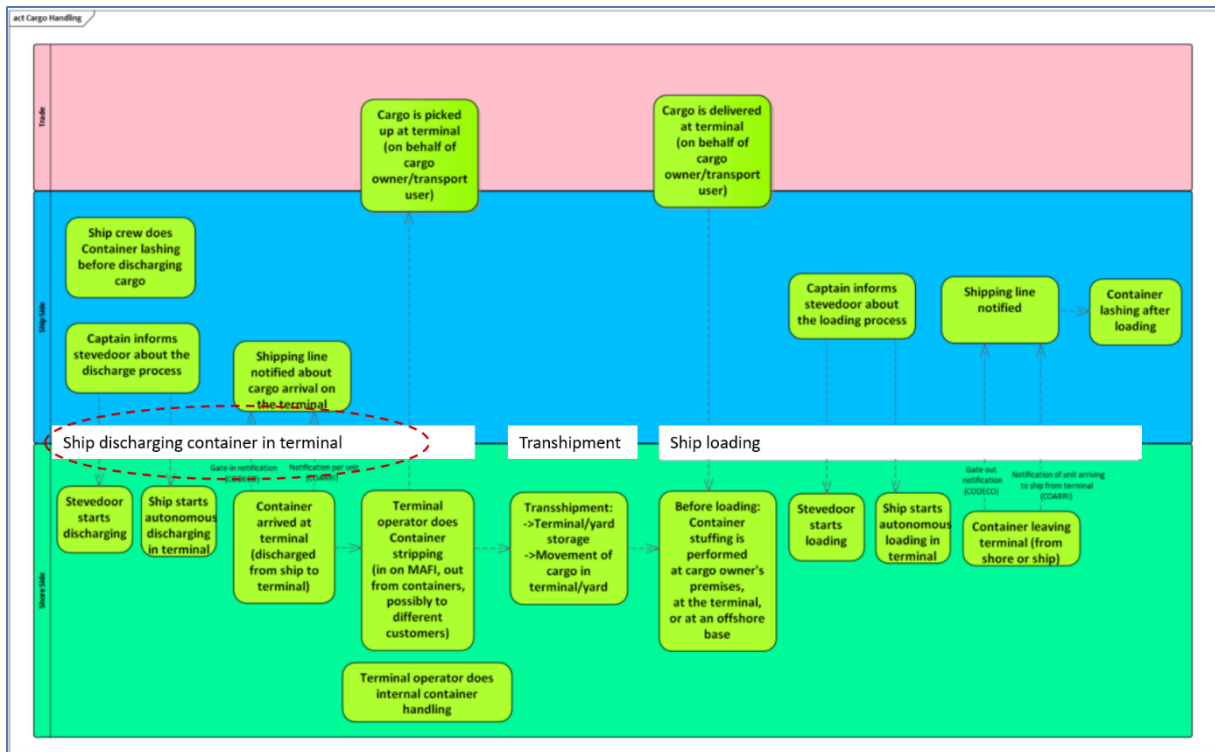 act Cargo Handling
Trade
Cargo is picked
up at terminal
(on behalf of
cargo
owner/transport
user)
Cargo is delivered
at terminal
(on behalf of
cargo
owner/transport
user)
Ship Side
Ship crew does
Container lashing
before discharging
cargo
Captain informs
stevedoor about the
discharge process
Shipping line
notified about
cargo arrival on
the terminal
Captain informs
stevedoor about
the loading process
Shipping line
notified
Container
lashing after
loading
Ship discharging container in terminal
Transhipment
Ship loading
Shore Side
Gate-in notification
(CODECO)
Notification per unit
(COARRI)
Gate out
notification
(CODECO)
Notification of unit arriving
to ship from terminal
(COARRI)
Stevedoor
starts
discharging
Ship starts
autonomous
discharging
in terminal
Container
arrived at
terminal
(discharged
from ship to
terminal)
Terminal
operator does
Container
stripping
(in on MAFI, out
from containers,
possibly to
different
customers)
Transshipment:
->Terminal/yard
storage
->Movement of
cargo in
terminal/yard
Before loading:
Container
stuffing is
performed
at cargo owner's
premises,
at the terminal,
or at an offshore
base
Stevedoor
starts
loading
Ship starts
autonomous
loading in
terminal
Container leaving
terminal (from
shore or ship)
Terminal operator does
internal container
handling